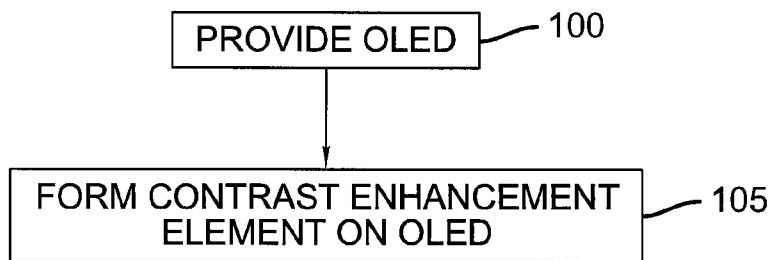 PROVIDE OLED
100
FORM CONTRAST ENHANCEMENT
ELEMENT ON OLED
105